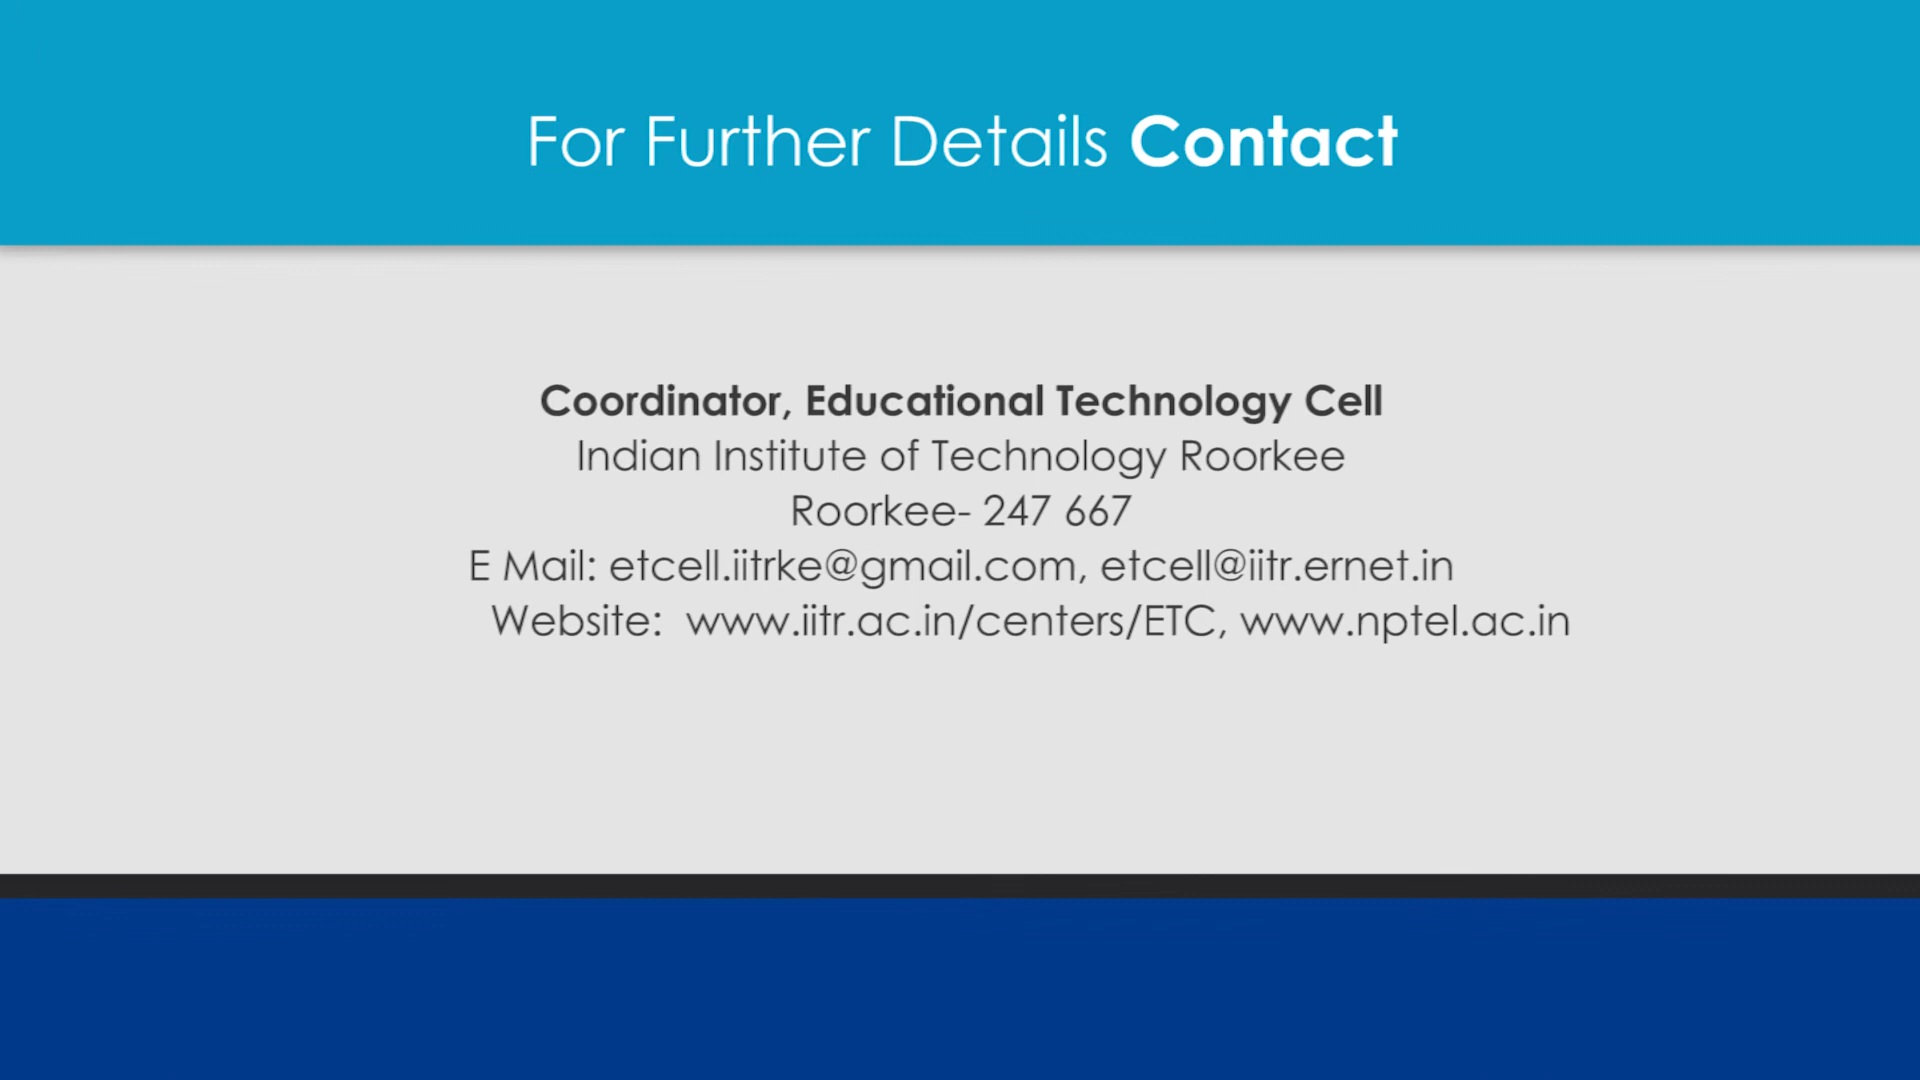 For Further Details Contact
Coordinator, Educational Technology Cell
Indian Institute of Technology Roorkee
Roorkee- 247 667
E Mail: etcell.iitrke@gmail.com, etcell@iitr.ernet.in
Website: www.iitr.ac.in/centers/ETC, www.nptel.ac.in